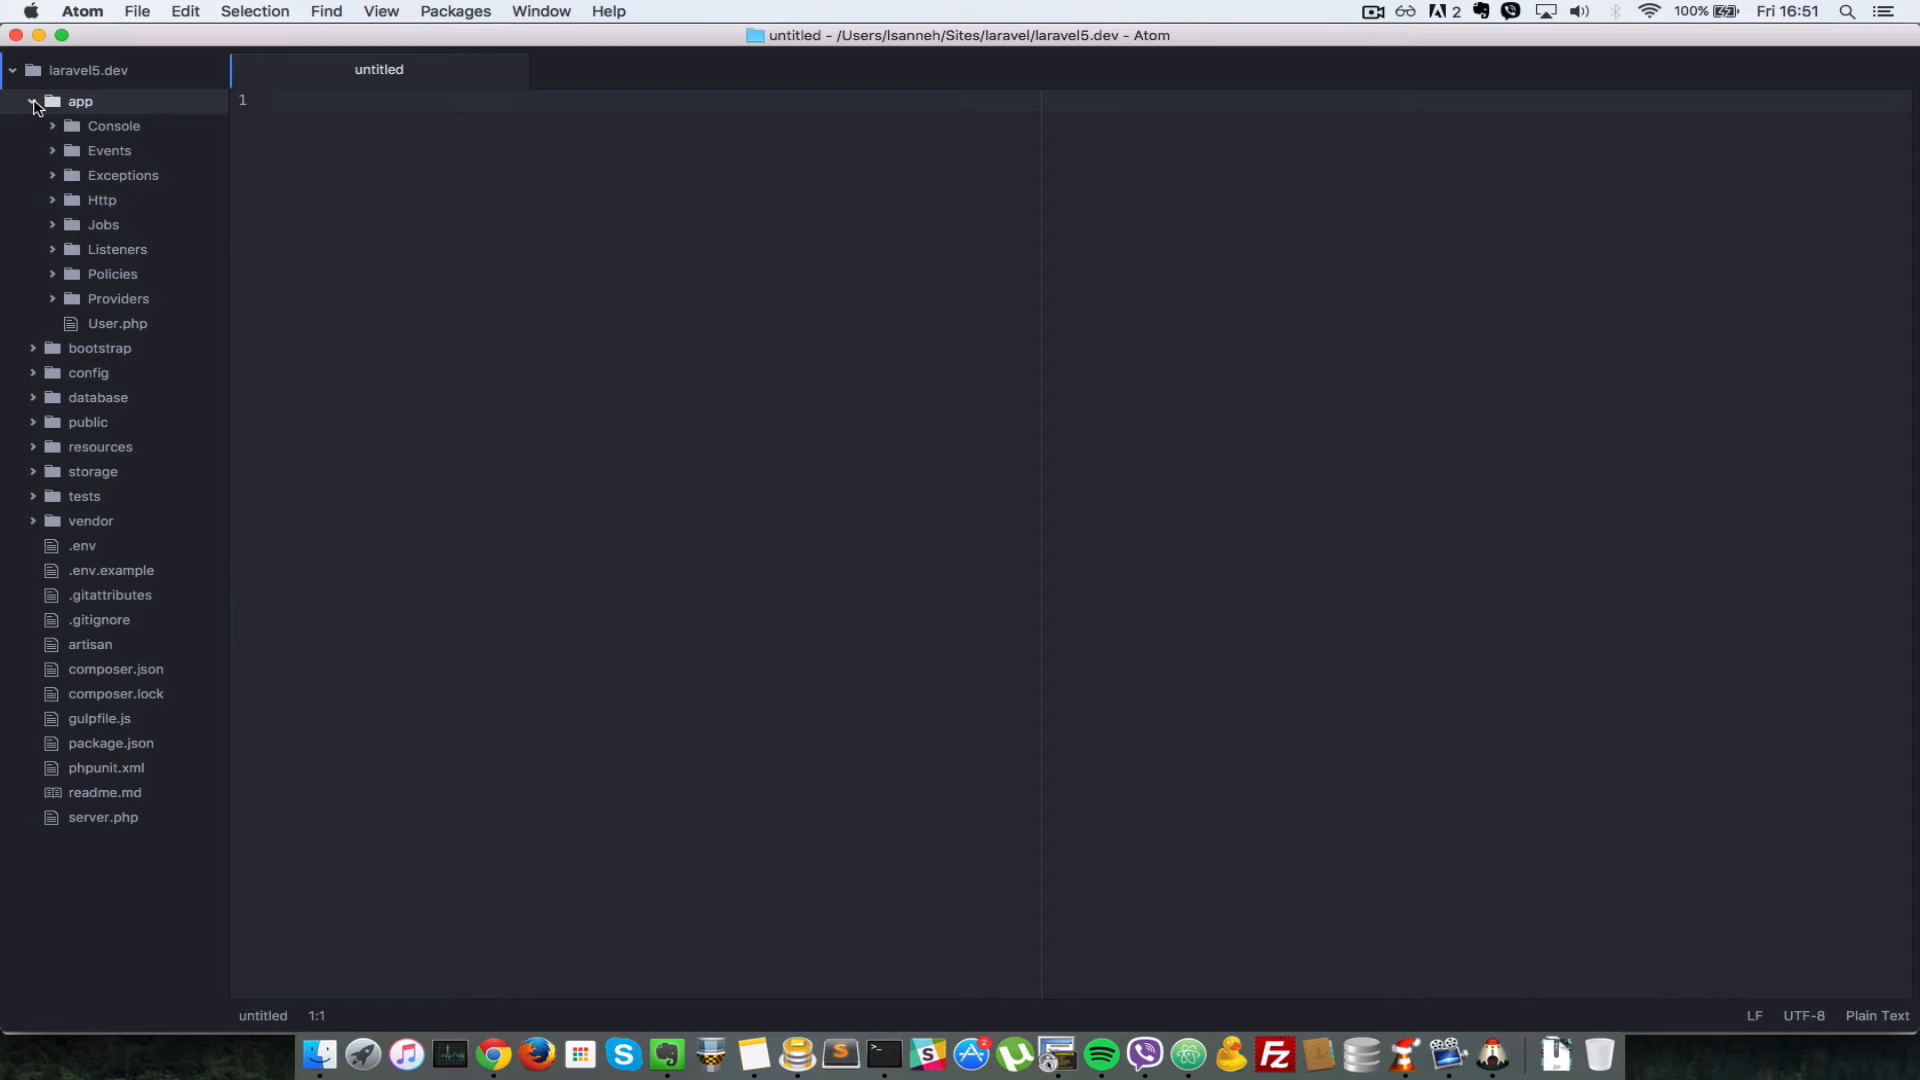 Atom File Edit Selection Find View Packages Window Help 2 100% Fri 16:51
untitled - /Users/lsanneh/Sites/laravel/laravel5.dev - Atom
laravel5.dev
untitled
app
1
Console
Events
Exceptions
Http
Jobs
Listeners
Policies
Providers
User.php
bootstrap
config
database
public
resources
storage
tests
vendor
.env
.env.example
.gitattributes
.gitignore
artisan
composer.json
composer.lock
gulpfile.js
package.json
phpunit.xml
readme.md
server.php
untitled 1:1 LF UTF-8 Plain Text
2